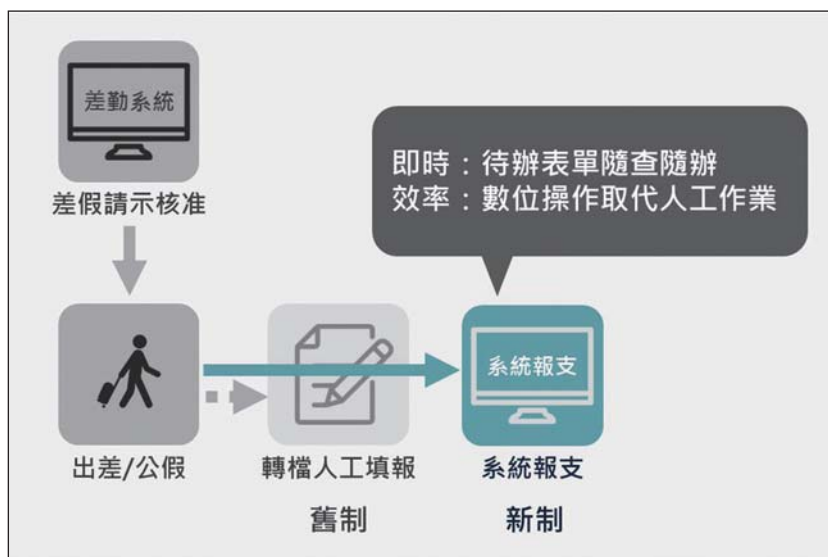 差勤系統
差假請示核准
即時：待辦表單隨查隨辦
效率：數位操作取代人工作業
系統報支
出差/公假
轉檔人工填報
系統報支
舊制
新制